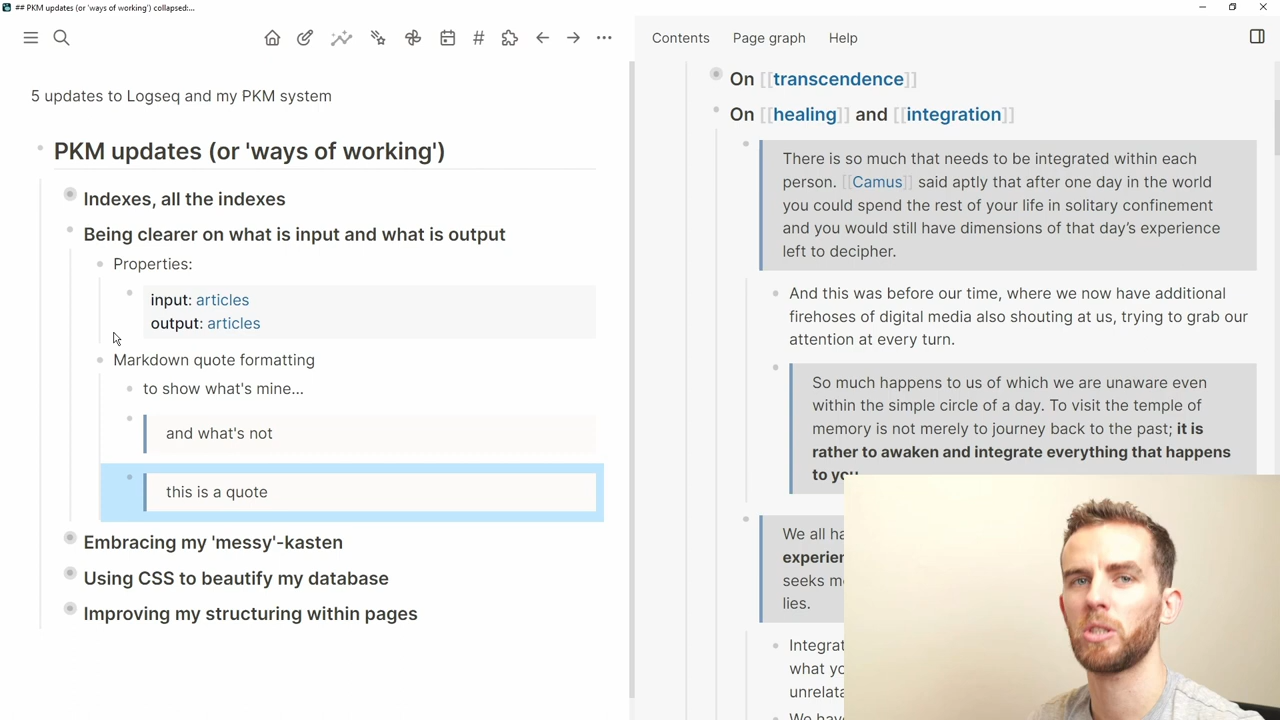 ## PKM updates (or 'ways of working') collapsed:...
Contents
Page graph
Help
5 updates to Logseq and my PKM system
PKM updates (or 'ways of working')
Indexes, all the indexes
Being clearer on what is input and what is output
Properties:
input: articles
output: articles
Markdown quote formatting
to show what's mine...
and what's not
this is a quote
Embracing my 'messy'-kasten
Using CSS to beautify my database
Improving my structuring within pages
On [[transcendence]]
On [[healing]] and [[integration]]
There is so much that needs to be integrated within each
person. [[Camus]] said aptly that after one day in the world
you could spend the rest of your life in solitary confinement
and you would still have dimensions of that day’s experience
left to decipher.
And this was before our time, where we now have additional
firehoses of digital media also shouting at us, trying to grab our
attention at every turn.
So much happens to us of which we are unaware even
within the simple circle of a day. To visit the temple of
memory is not merely to journey back to the past; it is
rather to awaken and integrate everything that happens
to you
We all
experien
seeks
lies.
Integrat
what yo
unrelata
We have